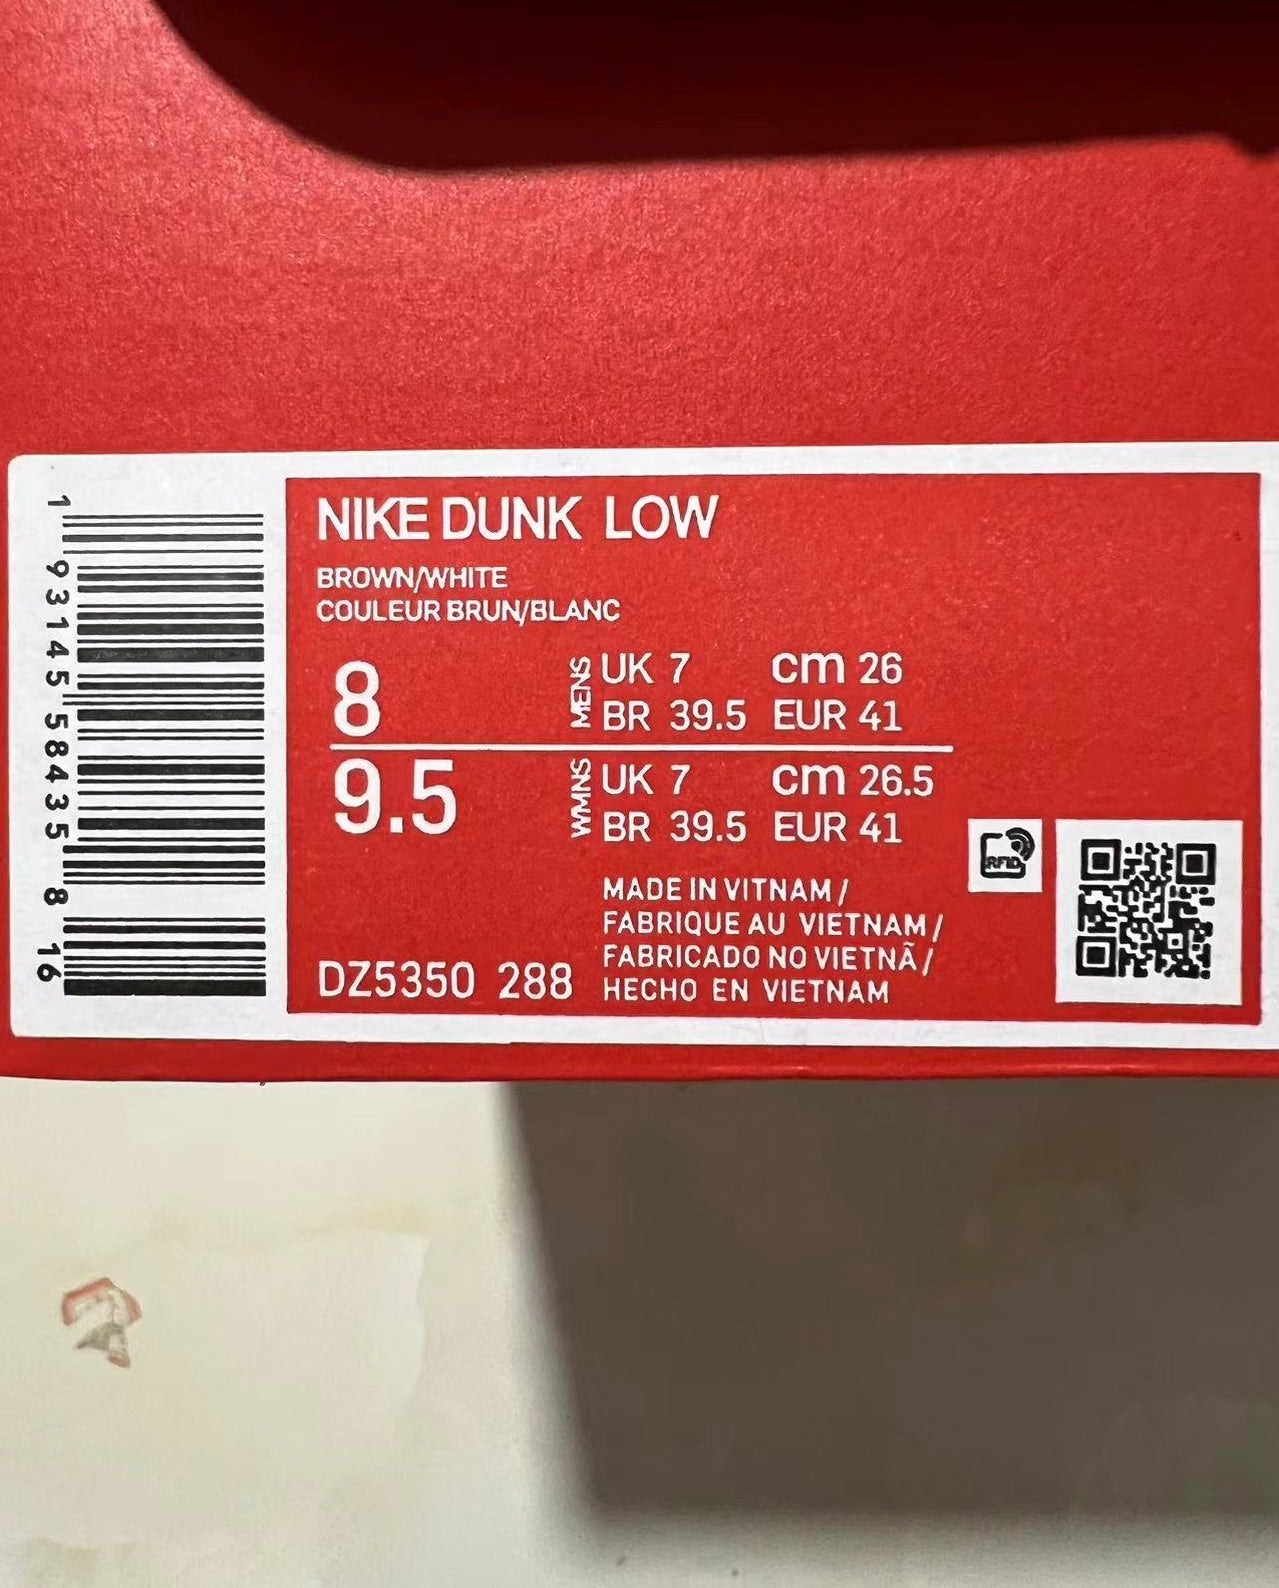 NIKE DUNK LOW
BROWN/WHITE
COULEUR BRUN/BLANC
8
MENS
UK 7 cm 26
BR 39.5 EUR 41
9.5
WMNS
UK 7 cm 26.5
BR 39.5 EUR 41
MADE IN VITNAM/
FABRIQUE AU VIETNAM/
FABRICADO NO VIETNÃ/
HECHO EN VIETNAM
DZ5350 288
RFID
1 93145 58435 8 16